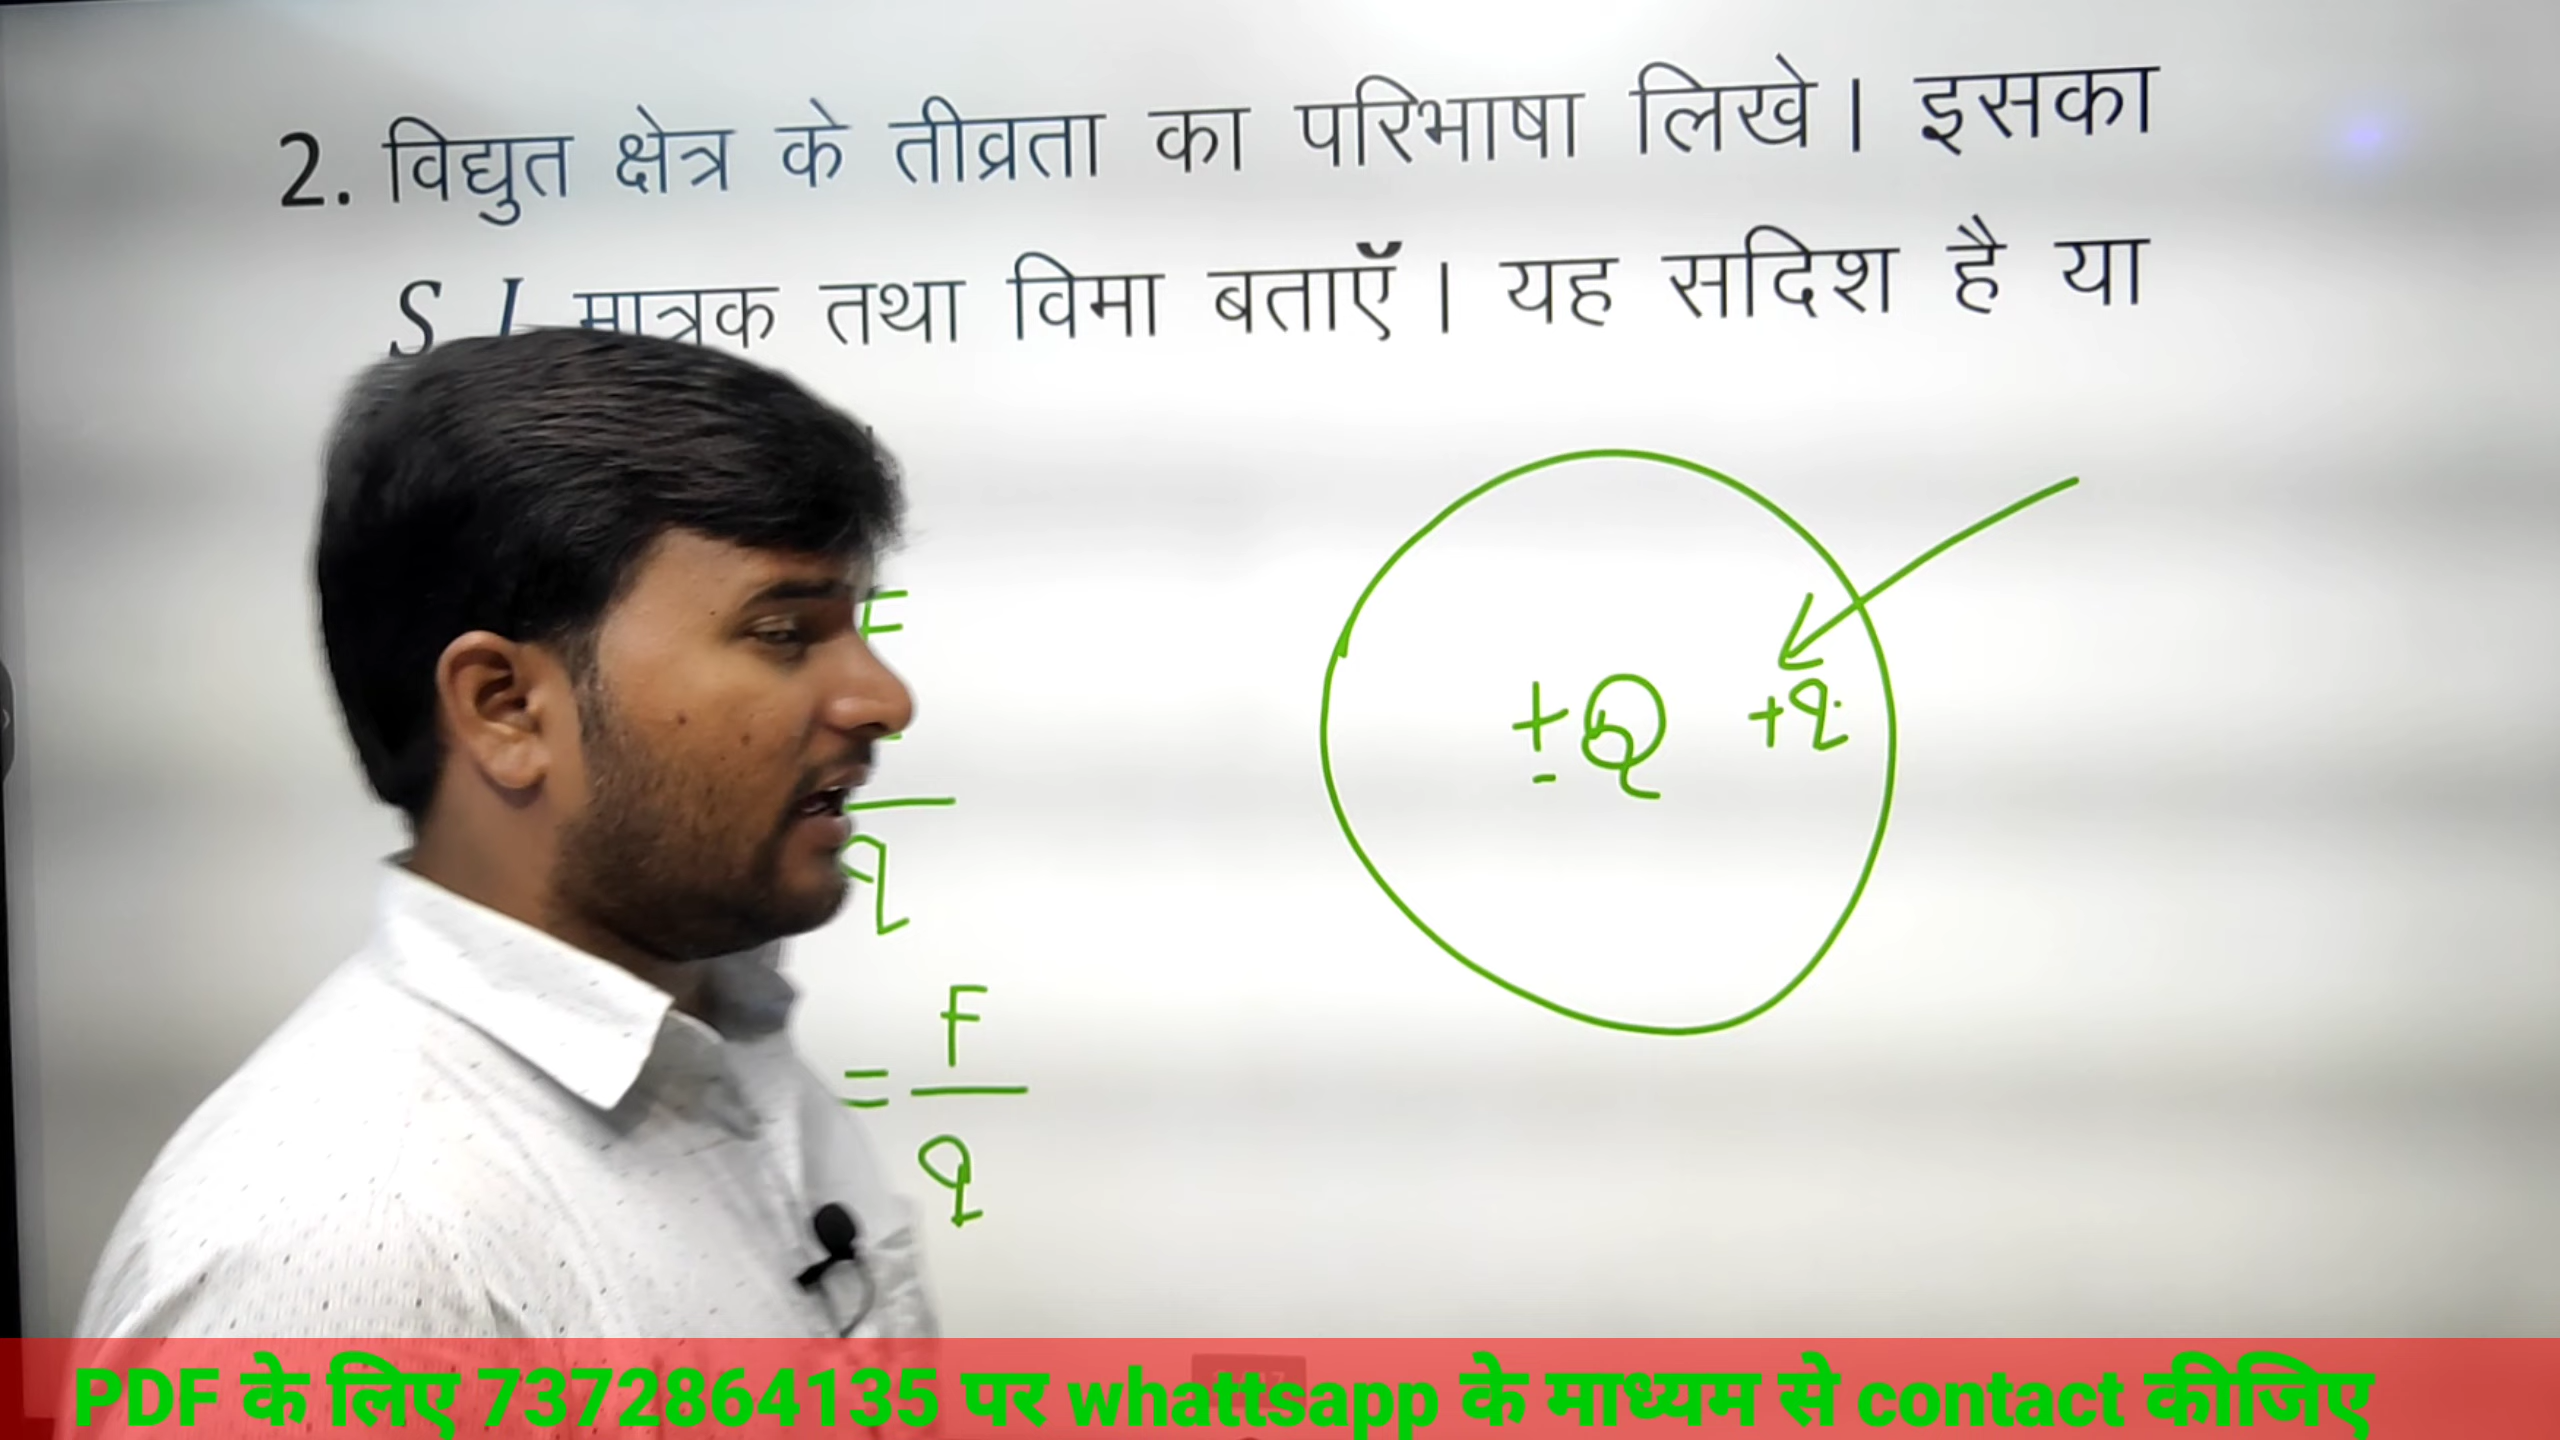 2. विद्युत क्षेत्र के तीव्रता का परिभाषा लिखे। इसका
S I मात्रक तथा विमा बताएँ। यह सदिश है या
F
q
= F
q
+Q +q
PDF के लिए 7372864135 पर whattsapp के माध्यम से contact कीजिए